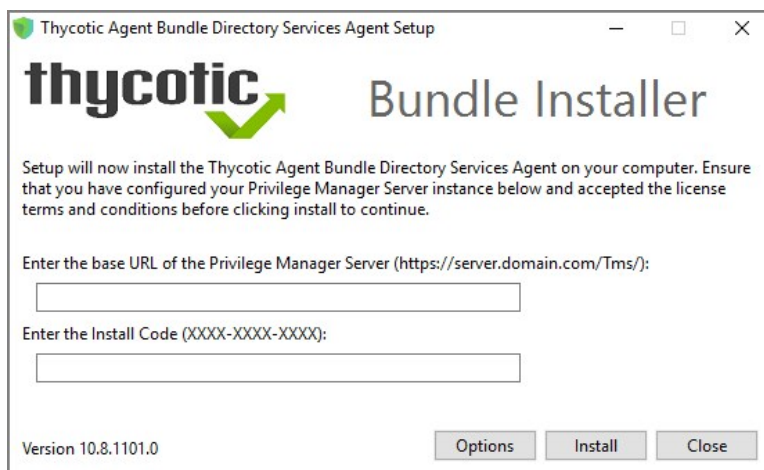 Thycotic Agent Bundle Directory Services Agent Setup
thycotic
Bundle Installer
Setup will now install the Thycotic Agent Bundle Directory Services Agent on your computer. Ensure
that you have configured your Privilege Manager Server instance below and accepted the license
terms and conditions before clicking install to continue.
Enter the base URL of the Privilege Manager Server (https://server.domain.com/Tms/):
Enter the Install Code (XXXX-XXXX-XXXX):
Version 10.8.1101.0
Options
Install
Close